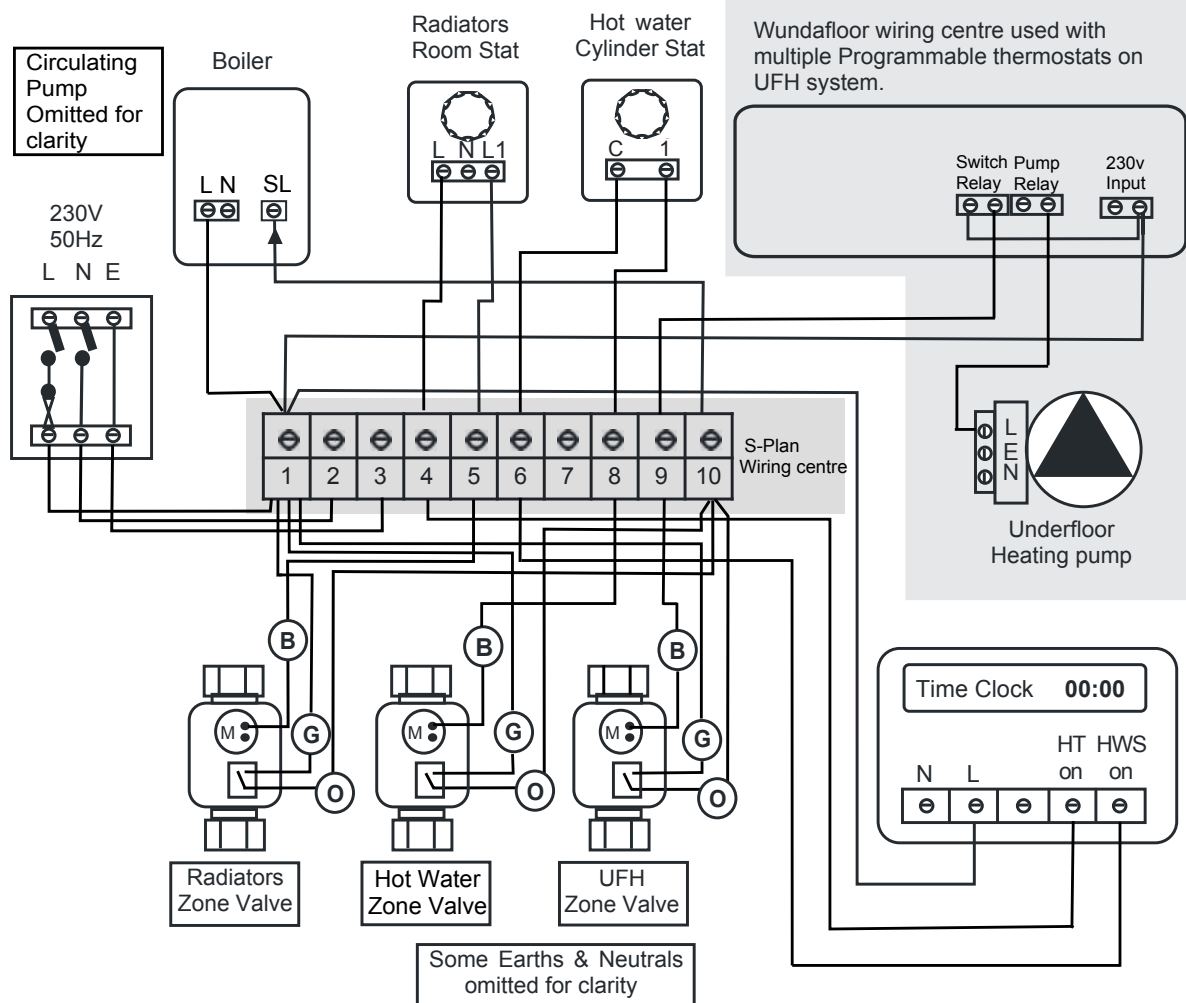 Circulating
Pump
Omitted for
clarity
Boiler
L N SL
Radiators
Room Stat
L N L1
Hot water
Cylinder Stat
C 1
Wundafloor wiring centre used with
multiple Programmable thermostats on
UFH system.
Switch Pump 230v
Relay Relay Input
230V
50Hz
L N E
S-Plan
Wiring centre
1 2 3 4 5 6 7 8 9 10
L
E
N
Underfloor
Heating pump
B B B
M M M
G G G
O O O
Time Clock 00:00
HT HWS
N L on on
Radiators
Zone Valve
Hot Water
Zone Valve
UFH
Zone Valve
Some Earths & Neutrals
omitted for clarity